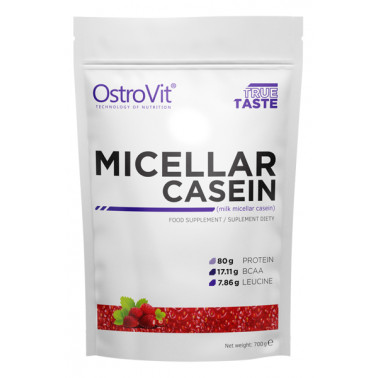 OstroVit®
TECHNOLOGY OF NUTRITION
TRUE
TASTE
MICELLAR
CASEIN
(milk micellar casein)
FOOD SUPPLEMENT / SUPLEMENT DIETY
80g PROTEIN
17.11g BCAA
7.86g LEUCINE
Net weight: 700g e